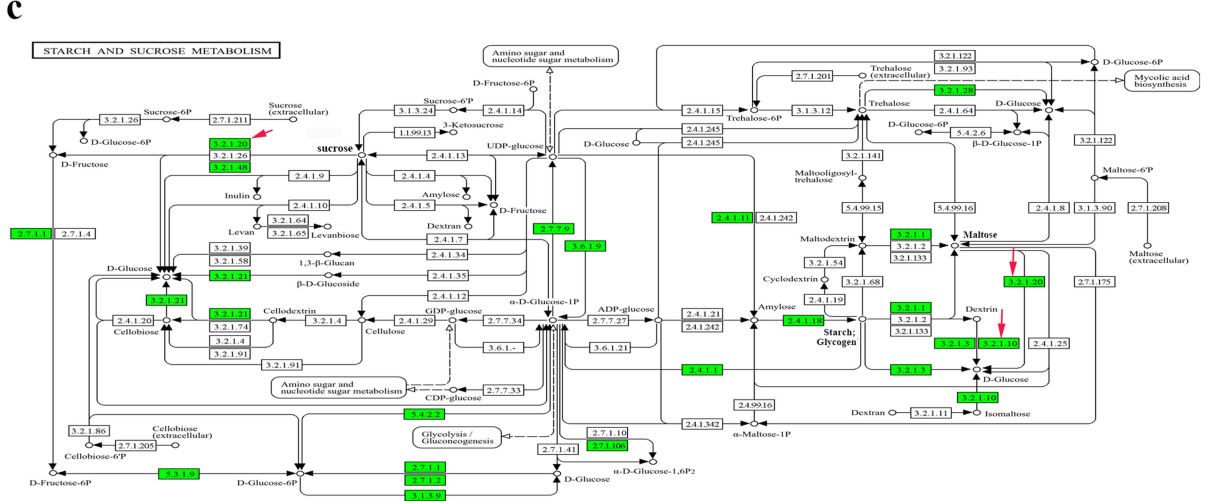 c
STARCH AND SUCROSE METABOLISM
Amino sugar and
nucleotide sugar metabolism
D-Fructose-6P
Sucrose-6'P
3.1.3.24
2.4.1.14
Sucrose
(extracellular)
Sucrose-6P
3.2.1.26
2.7.1.211
D-Glucose-6P
D-Fructose
3.2.1.20
3.2.1.26
3.2.1.48
sucrose
1.1.99.13
3-Ketosucrose
UDP-glucose
2.4.1.13
2.4.1.9
Inulin
2.4.1.4
Amylose
2.4.1.10
2.4.1.5
D-Fructose
Levan
3.2.1.64
3.2.1.65
Levanbiose
Dextran
2.4.1.7
2.7.1.1
2.7.1.4
2.7.7.9
3.6.1.9
3.2.1.39
3.2.1.58
1,3-β-Glucan
2.4.1.34
D-Glucose
3.2.1.21
β-D-Glucoside
2.4.1.35
3.2.1.21
2.4.1.12
α-D-Glucose-1P
2.4.1.20
Cellobiose
3.2.1.21
3.2.1.74
3.2.1.4
3.2.1.91
Cellodextrin
3.2.1.4
Cellulose
2.4.1.29
GDP-glucose
2.7.7.34
3.6.1.-
3.2.1.91
Amino sugar and
nucleotide sugar metabolism
2.7.7.33
CDP-glucose
5.4.2.2
Glycolysis /
Gluconeogenesis
3.2.1.86
Cellobiose
(extracellular)
2.7.1.205
Cellobiose-6'P
2.7.1.10
2.7.1.106
2.7.1.41
α-D-Glucose-1,6P2
D-Fructose-6P
5.3.1.9
D-Glucose-6P
2.7.1.1
2.7.1.2
3.1.3.9
D-Glucose
3.2.1.122
3.2.1.93
D-Glucose-6P
2.7.1.201
Trehalose
(extracellular)
Mycolic acid
biosynthesis
3.2.1.28
2.4.1.15
Trehalose-6P
3.1.3.12
Trehalose
2.4.1.64
D-Glucose
D-Glucose-6P
5.4.2.6
β-D-Glucose-1P
2.4.1.245
D-Glucose
2.4.1.245
3.2.1.122
3.2.1.141
Maltooligosyl-
trehalose
Maltose-6'P
2.4.1.11
2.4.1.242
5.4.99.15
5.4.99.16
2.4.1.8
3.1.3.90
2.7.1.208
Maltodextrin
3.2.1.1
3.2.1.2
3.2.1.133
Maltose
Maltose
(extracellular)
3.2.1.54
Cyclodextrin
3.2.1.68
2.4.1.19
3.2.1.20
2.7.1.175
ADP-glucose
2.7.7.27
2.4.1.21
2.4.1.242
Amylose
2.4.1.18
Starch;
Glycogen
3.2.1.1
3.2.1.2
3.2.1.133
Dextrin
3.6.1.21
3.2.1.3
3.2.1.10
2.4.1.25
2.4.1.1
3.2.1.3
D-Glucose
3.2.1.10
2.4.99.16
Dextran
3.2.1.11
Isomaltose
2.4.1.342
α-Maltose-1P